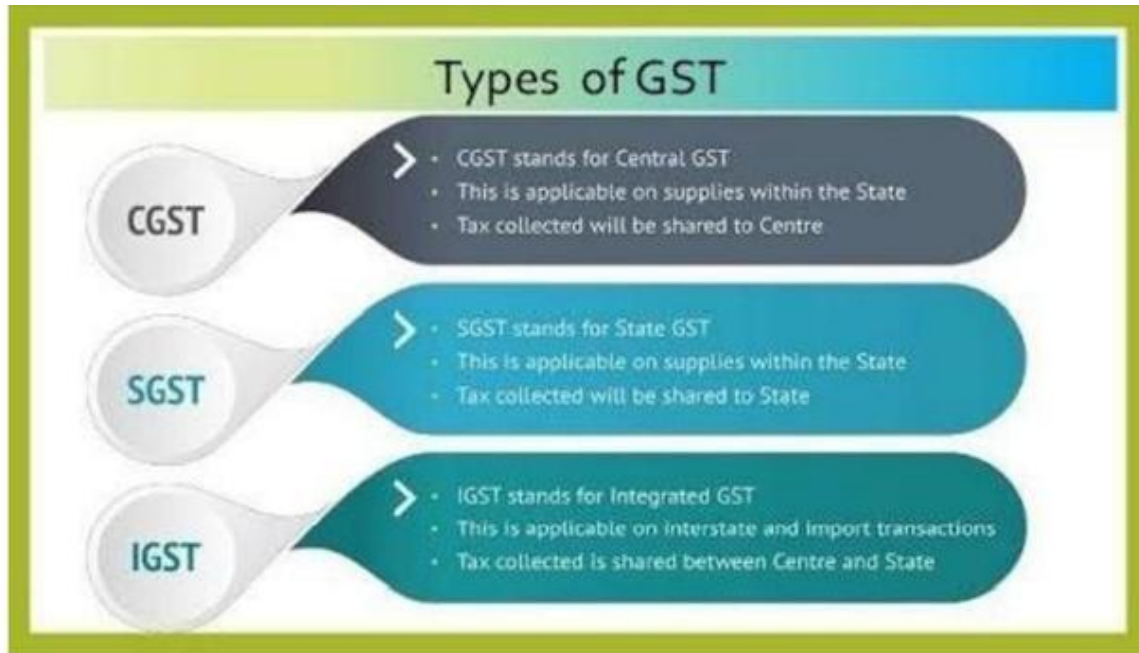 Types of GST
CGST
• CGST stands for Central GST
• This is applicable on supplies within the State
• Tax collected will be shared to Centre
SGST
• SGST stands for State GST
• This is applicable on supplies within the State
• Tax collected will be shared to State
IGST
• IGST stands for Integrated GST
• This is applicable on Interstate and Import transactions
• Tax collected is shared between Centre and State